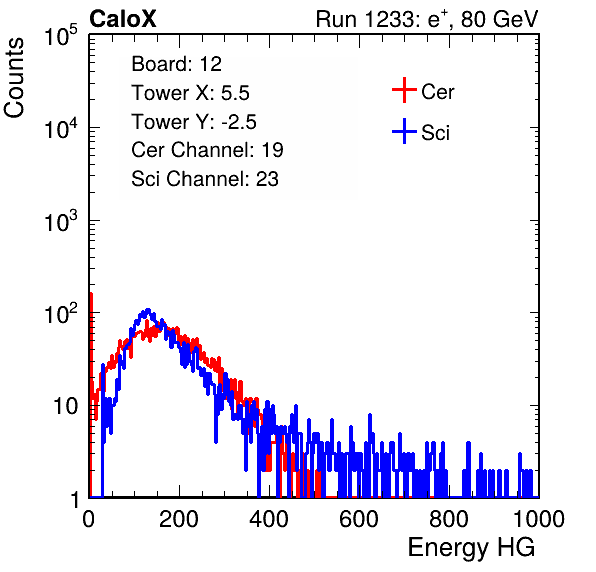 CaloX Run 1233: e⁺, 80 GeV
Counts
Board: 12
Tower X: 5.5
Tower Y: -2.5
Cer Channel: 19
Sci Channel: 23
Cer
Sci
10⁵
10⁴
10³
10²
10
1
0 200 400 600 800 1000
Energy HG